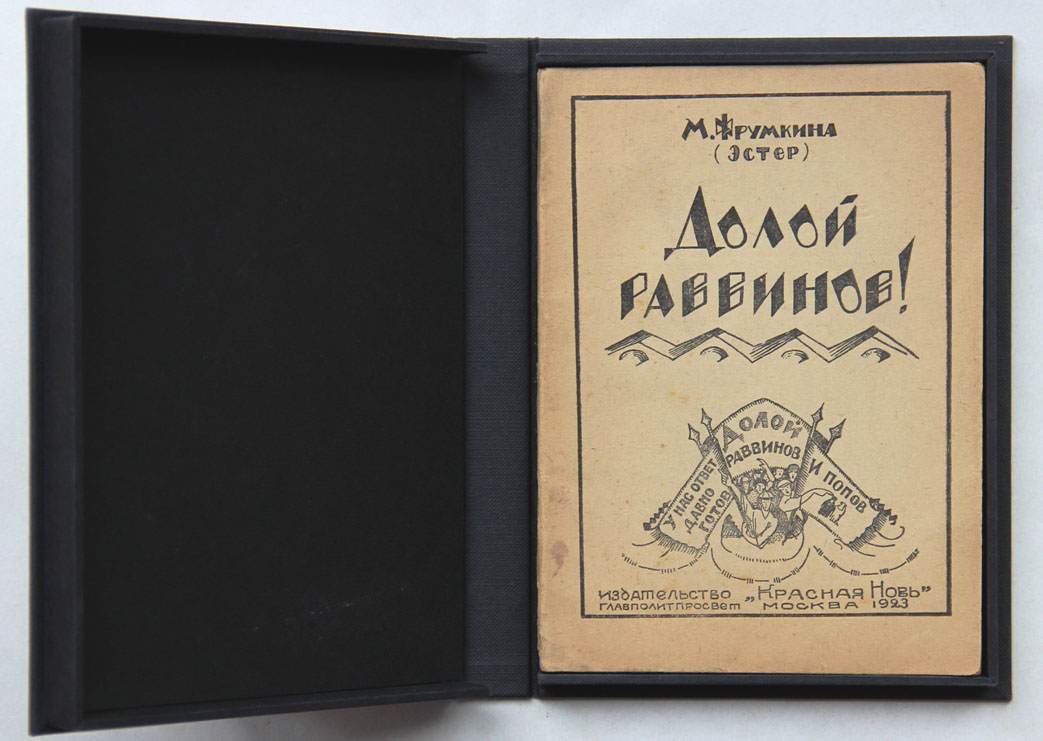 М. Фрумкина
(Эстер)
Долой
раввинов!
Долой
раввинов
и попов
У нас ответ
давно
готов
Издательство „Красная Новь”
Главполитпросвет Москва 1923